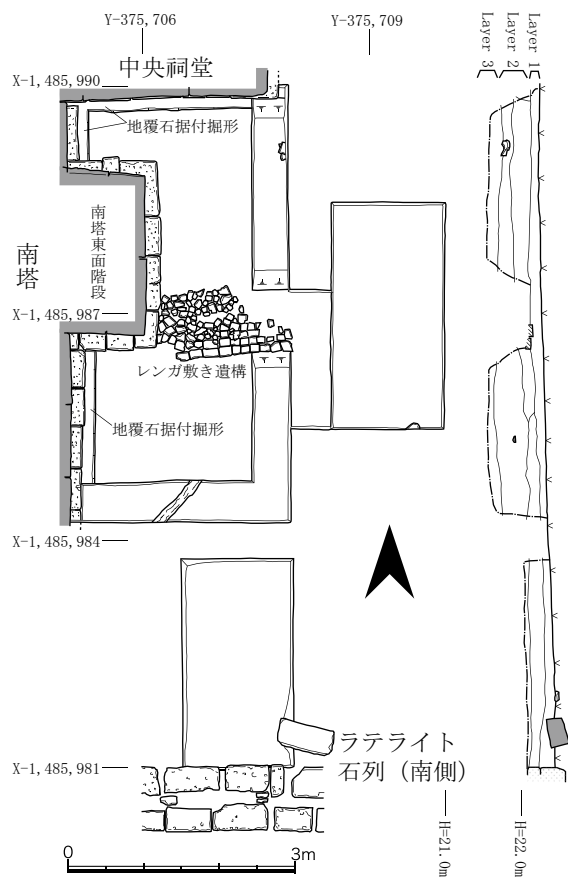 Y-375,706
Y-375,709
Layer 3
Layer 2
Layer 1
X-1,485,990
中央祠堂
地覆石据付掘形
南塔東面階段
南塔
X-1,485,987
レンガ敷き遺構
地覆石据付掘形
X-1,485,984
ラテライト
石列（南側）
X-1,485,981
H=21.0m
H=22.0m
0
3m